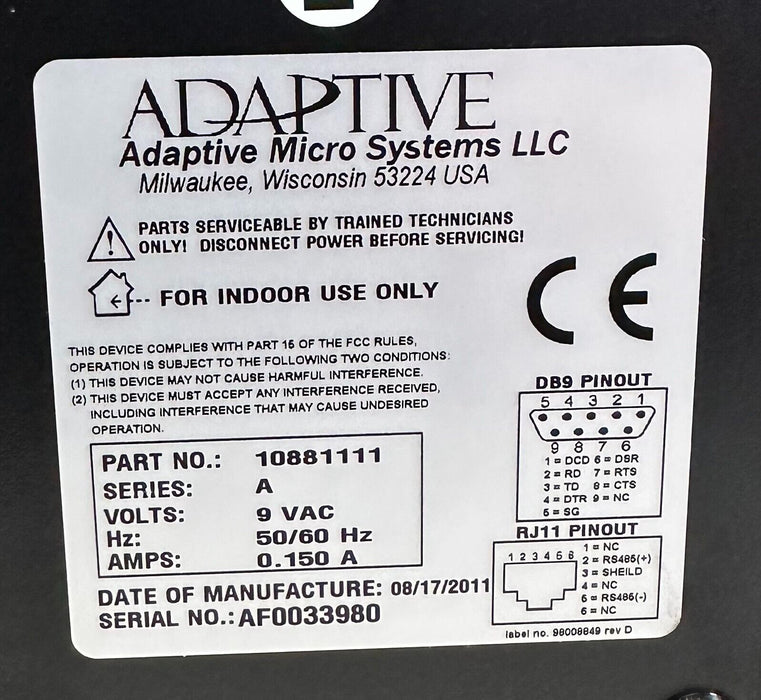 ADAPTIVE
Adaptive Micro Systems LLC
Milwaukee, Wisconsin 53224 USA
PARTS SERVICEABLE BY TRAINED TECHNICIANS
ONLY! DISCONNECT POWER BEFORE SERVICING!
FOR INDOOR USE ONLY
CE
THIS DEVICE COMPLIES WITH PART 15 OF THE FCC RULES,
OPERATION IS SUBJECT TO THE FOLLOWING TWO CONDITIONS:
(1) THIS DEVICE MAY NOT CAUSE HARMFUL INTERFERENCE.
(2) THIS DEVICE MUST ACCEPT ANY INTERFERENCE RECEIVED,
INCLUDING INTERFERENCE THAT MAY CAUSE UNDESIRED
OPERATION.
PART NO.: 10881111
SERIES: A
VOLTS: 9 VAC
Hz: 50/60 Hz
AMPS: 0.150 A
DATE OF MANUFACTURE: 08/17/2011
SERIAL NO.: AF0033980
DB9 PINOUT
5 4 3 2 1
9 8 7 6
1 = DCD 6 = DSR
2 = RD 7 = RTS
3 = TD 8 = CTS
4 = DTR 9 = NC
5 = SG
RJ11 PINOUT
1 2 3 4 5 6
1 = NC
2 = RS485(+)
3 = SHEILD
4 = NC
5 = RS485(-)
6 = NC
label no. 98008649 rev D